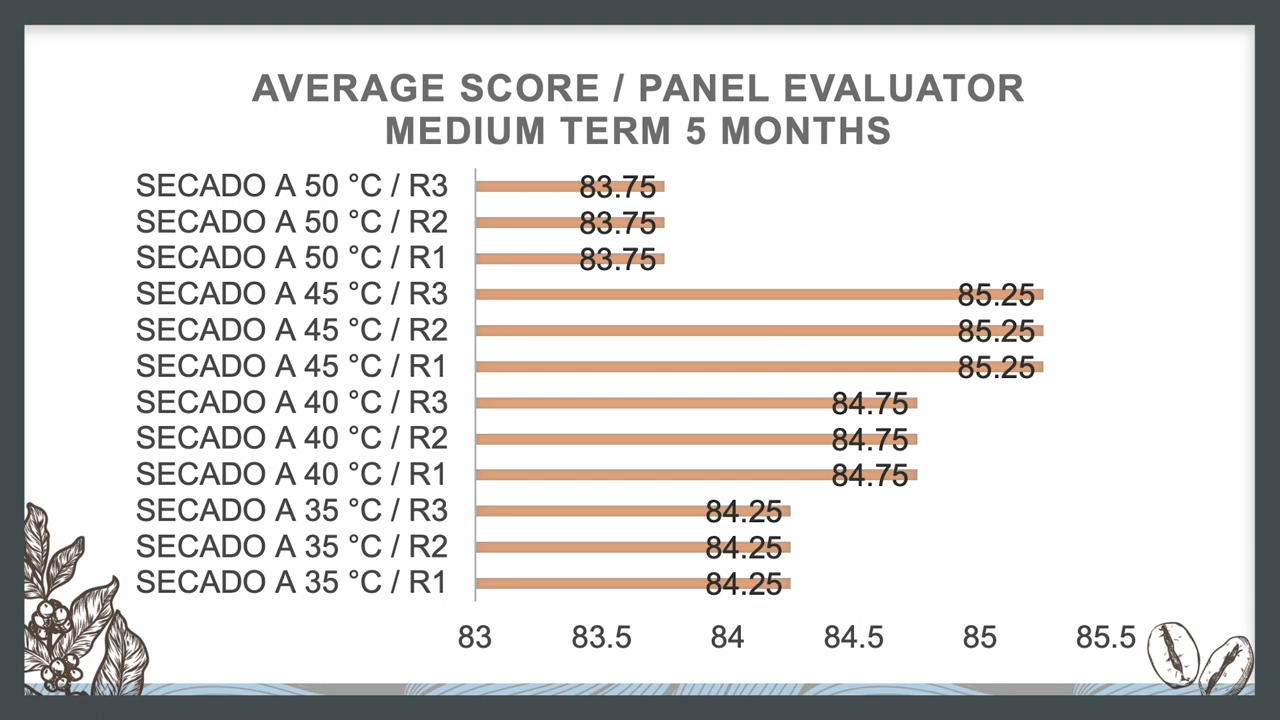 AVERAGE SCORE / PANEL EVALUATOR
MEDIUM TERM 5 MONTHS
SECADO A 50 °C / R3 83.75
SECADO A 50 °C / R2 83.75
SECADO A 50 °C / R1 83.75
SECADO A 45 °C / R3 85.25
SECADO A 45 °C / R2 85.25
SECADO A 45 °C / R1 85.25
SECADO A 40 °C / R3 84.75
SECADO A 40 °C / R2 84.75
SECADO A 40 °C / R1 84.75
SECADO A 35 °C / R3 84.25
SECADO A 35 °C / R2 84.25
SECADO A 35 °C / R1 84.25
83 83.5 84 84.5 85 85.5